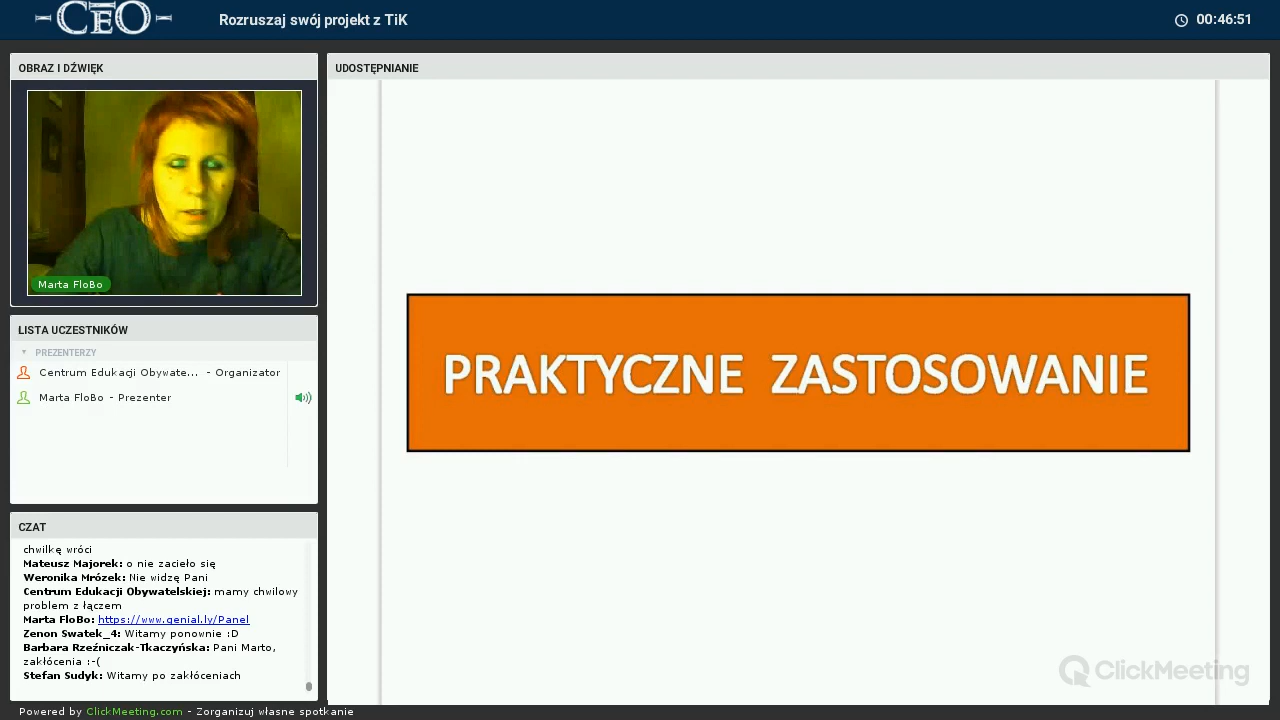 CEO
Rozruszaj swój projekt z TiK
00:46:51
OBRAZ I DŹWIĘK
Marta FloBo
LISTA UCZESTNIKÓW
PREZENTERZY
Centrum Edukacji Obywate... - Organizator
Marta FloBo - Prezenter
CZAT
chwilkę wróci
Mateusz Majorek: o nie zacieło się
Weronika Mrózek: Nie widzę Pani
Centrum Edukacji Obywatelskiej: mamy chwilowy
problem z łączem
Marta FloBo: https://www.genial.ly/Panel
Zenon Swatek_4: Witamy ponownie :D
Barbara Rzeźniczak-Tkaczyńska: Pani Marto,
zakłócenia :-(
Stefan Sudyk: Witamy po zakłóceniach
Powered by ClickMeeting.com - Zorganizuj własne spotkanie
UDOSTĘPNIANIE
PRAKTYCZNE ZASTOSOWANIE
ClickMeeting